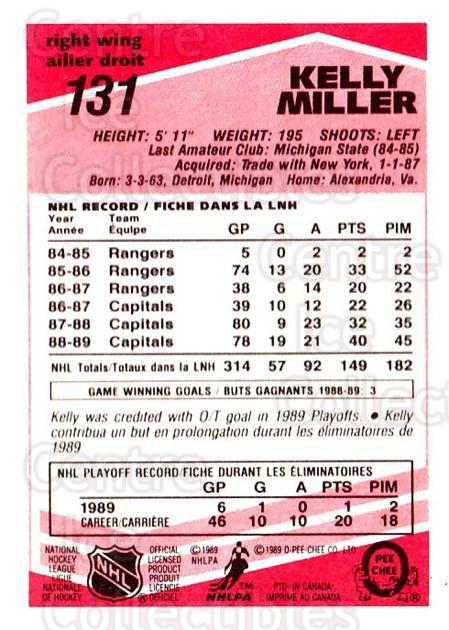 right wing
ailier droit
131
KELLY
MILLER
HEIGHT: 5' 11" WEIGHT: 195 SHOOTS: LEFT
Last Amateur Club: Michigan State (84-85)
Acquired: Trade with New York, 1-1-87
Born: 3-3-63, Detroit, Michigan Home: Alexandria, Va.
NHL RECORD / FICHE DANS LA LNH
Year Team
Année Équipe GP G A PTS PIM
84-85 Rangers 5 0 2 2 2
85-86 Rangers 74 13 20 33 52
86-87 Rangers 38 6 14 20 22
86-87 Capitals 39 10 12 22 26
87-88 Capitals 80 9 23 32 35
88-89 Capitals 78 19 21 40 45
NHL Totals/Totaux dans la LNH 314 57 92 149 182
GAME WINNING GOALS / BUTS GAGNANTS 1988-89: 3
Kelly was credited with O/T goal in 1989 Playoffs. ● Kelly
contribua un but en prolongation durant les éliminatoires de
1989
NHL PLAYOFF RECORD/FICHE DURANT LES ÉLIMINATOIRES
GP G A PTS PIM
1989 6 1 0 1 2
CAREER/CARRIÈRE 46 10 10 20 18
NATIONAL
HOCKEY
LEAGUE
LIGUE
NATIONALE
DE HOCKEY
NHL
®
OFFICIAL
LICENSED
PRODUCT
PRODUIT
OFFICIEL
©1989
NHLPA
NHLPA
™
©1989 O-PEE-CHEE CO. LTD
PTD. IN CANADA
IMPRIMÉ AU CANADA
O
PEE
CHEE
®
Center
Ice
Collectibles